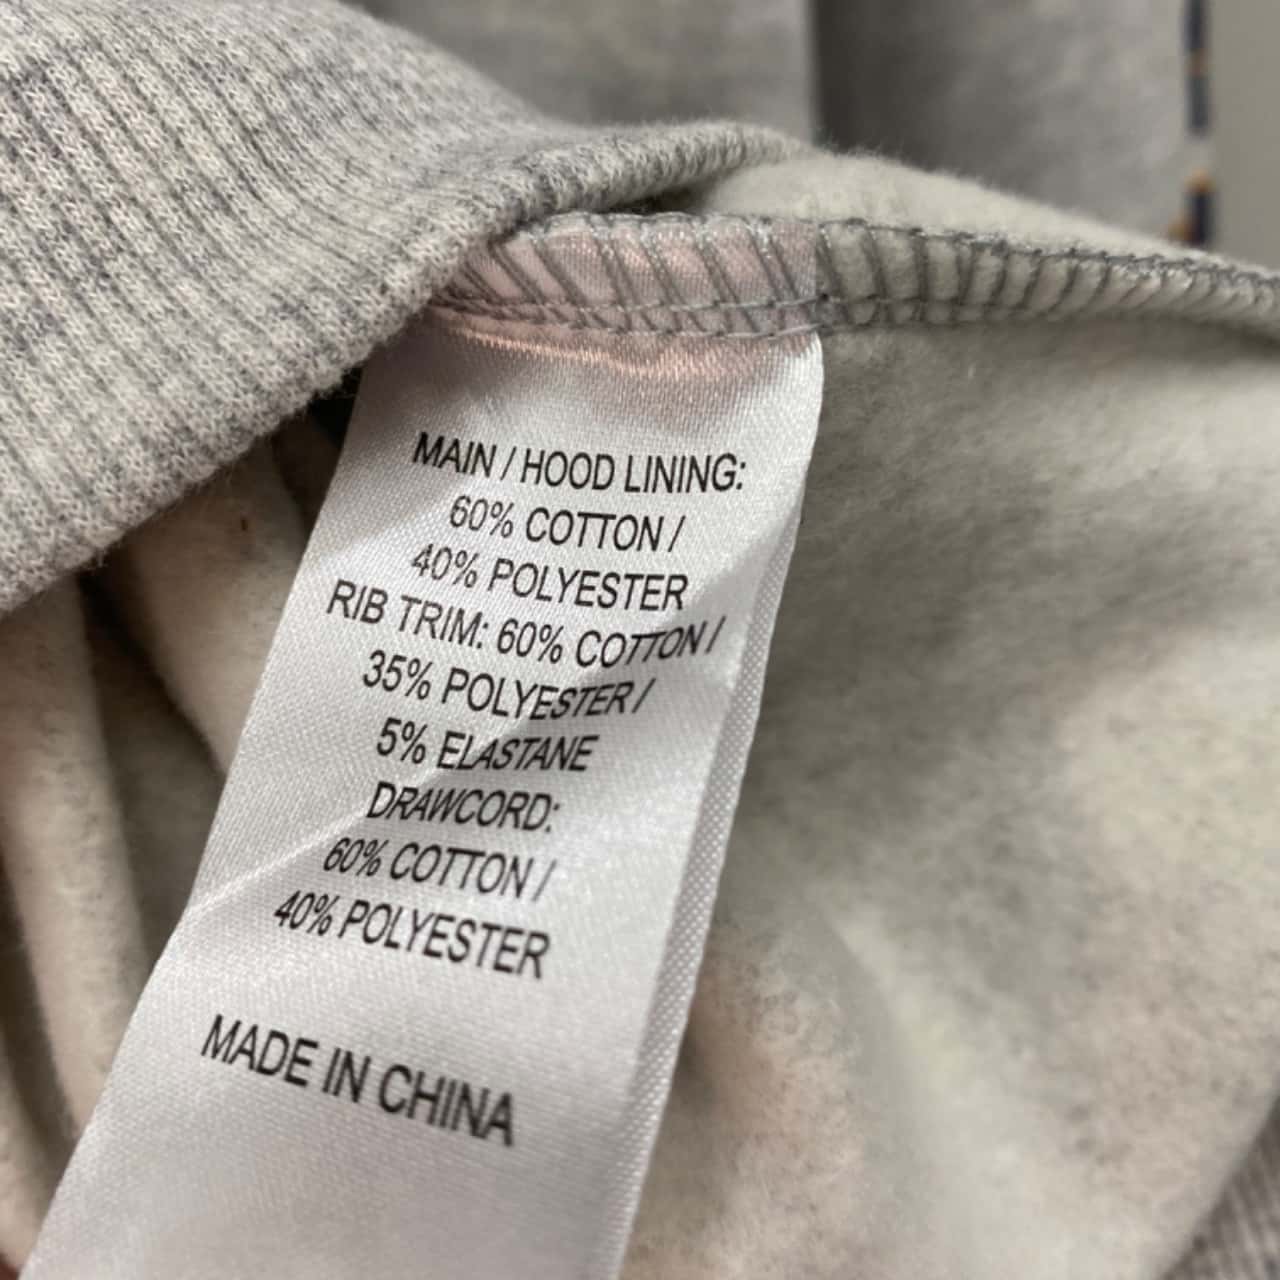 MAIN / HOOD LINING:
60% COTTON /
40% POLYESTER
RIB TRIM: 60% COTTON /
35% POLYESTER /
5% ELASTANE
DRAWCORD:
60% COTTON /
40% POLYESTER
MADE IN CHINA